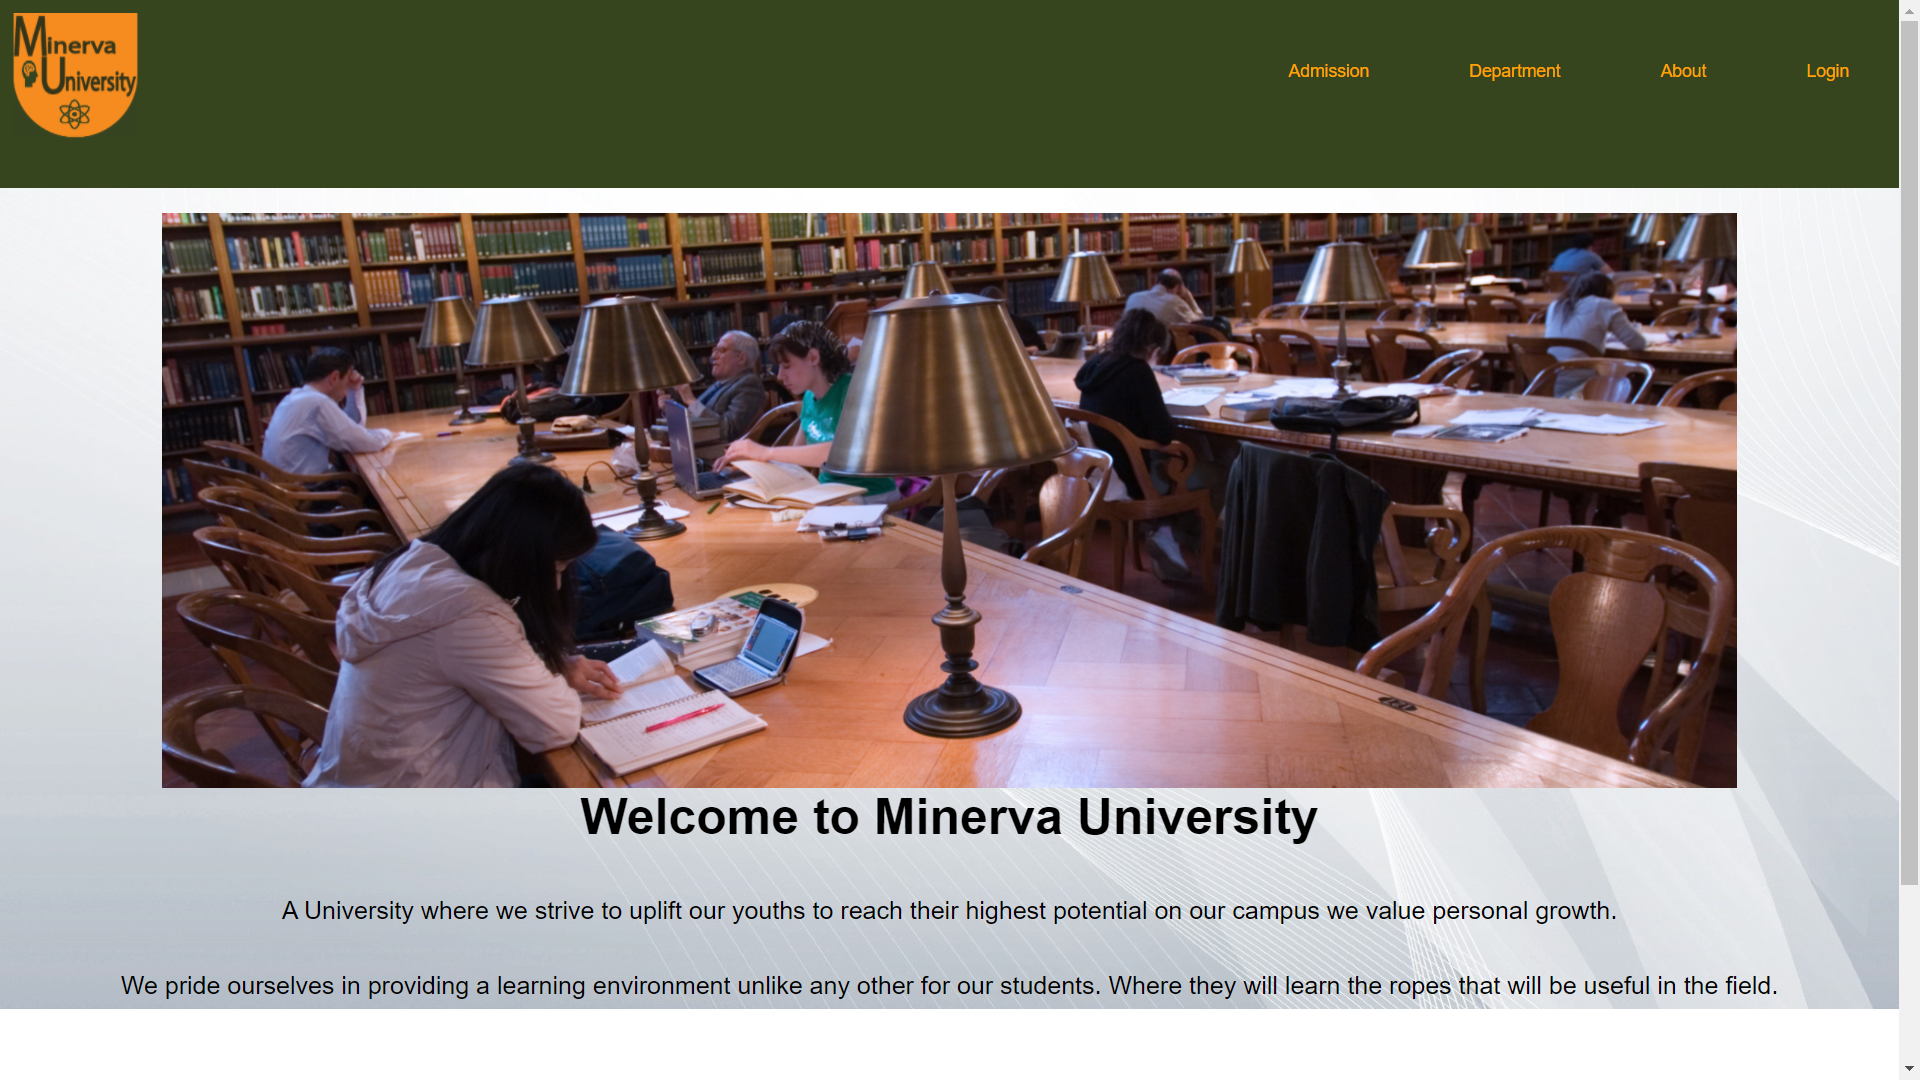 Minerva
University
Admission
Department
About
Login
Welcome to Minerva University
A University where we strive to uplift our youths to reach their highest potential on our campus we value personal growth.
We pride ourselves in providing a learning environment unlike any other for our students. Where they will learn the ropes that will be useful in the field.